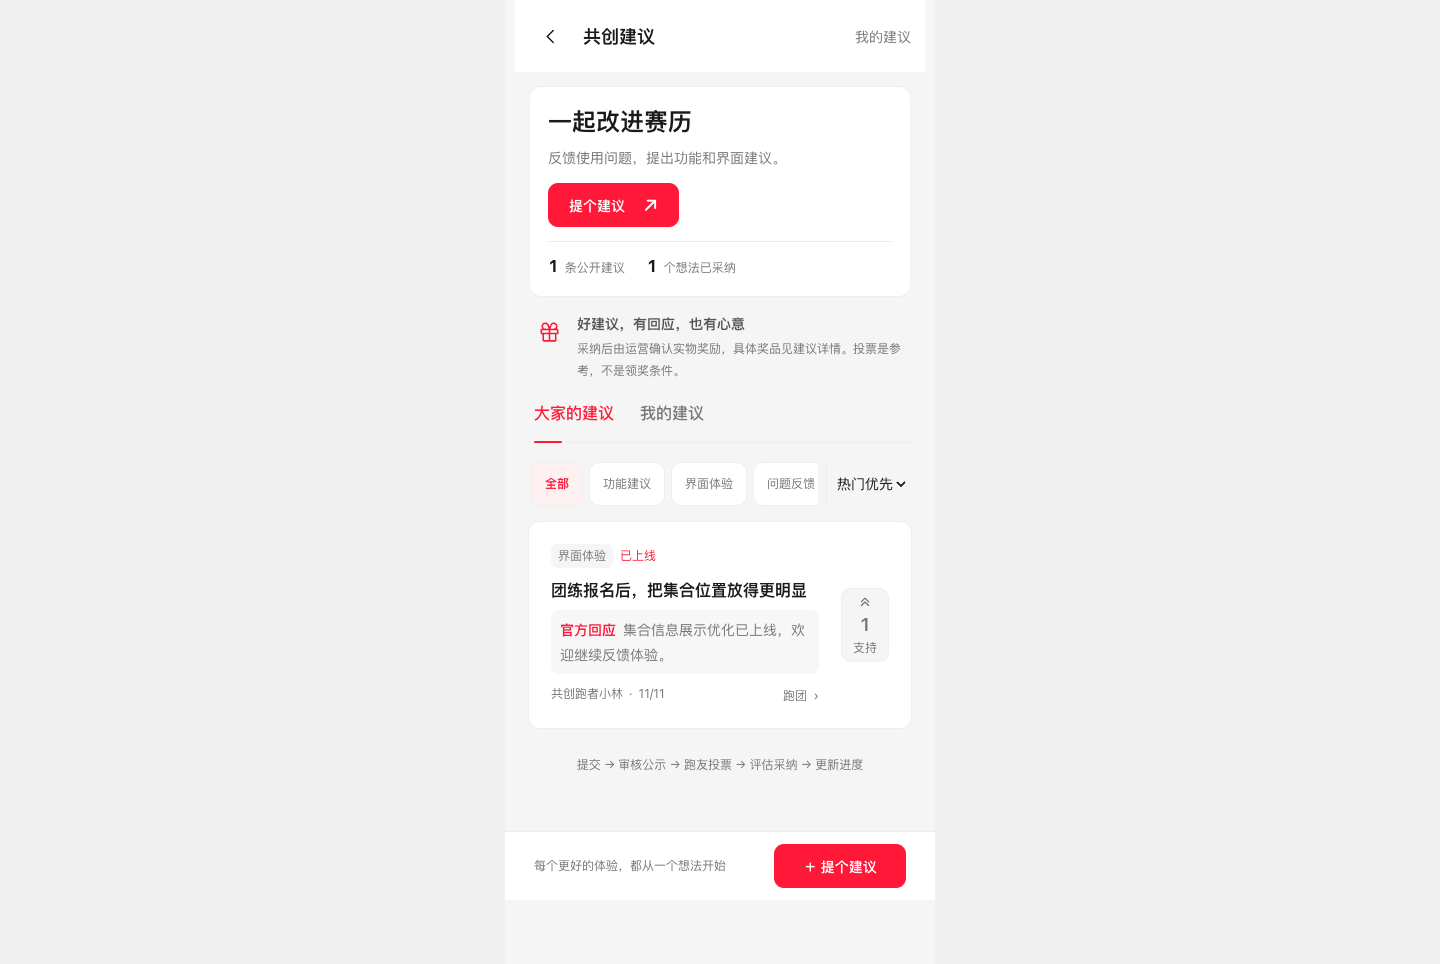 共创建议
我的建议
一起改进赛历
反馈使用问题，提出功能和界面建议。
提个建议
1 条公开建议 1 个想法已采纳
好建议，有回应，也有心意
采纳后由运营确认实物奖励，具体奖品见建议详情。投票是参
考，不是领奖条件。
大家的建议 我的建议
全部 功能建议 界面体验 问题反馈 热门优先
界面体验 已上线
团练报名后，把集合位置放得更明显
官方回应 集合信息展示优化已上线，欢
迎继续反馈体验。
1
支持
共创跑者小林 · 11/11
跑团 ›
提交 → 审核公示 → 跑友投票 → 评估采纳 → 更新进度
每个更好的体验，都从一个想法开始
+ 提个建议